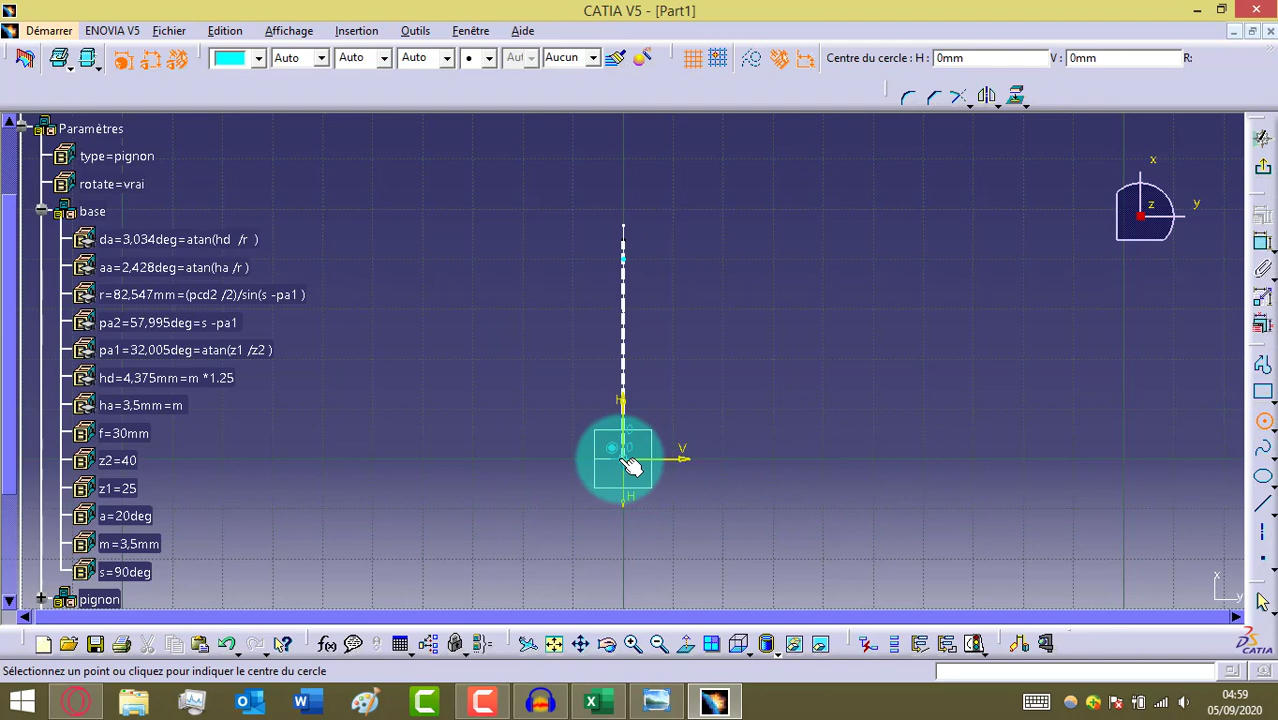 CATIA V5 - [Part1]
Démarrer ENOVIA V5 Fichier Edition Affichage Insertion Outils Fenêtre Aide
Auto Auto Auto Aut Aucun Centre du cercle : H : 0mm V : 0mm R:
Paramètres
type=pignon
rotate=vrai
base
da=3,034deg=atan(hd /r )
aa=2,428deg=atan(ha /r )
r=82,547mm=(pcd2 /2)/sin(s -pa1 )
pa2=57,995deg=s -pa1
pa1=32,005deg=atan(z1 /z2 )
hd=4,375mm=m *1.25
ha=3,5mm=m
f=30mm
z2=40
z1=25
a=20deg
m=3,5mm
s=90deg
pignon
x
y
z
H
V
H
x
y
CATIA
Sélectionnez un point ou cliquez pour indiquer le centre du cercle
04:59
05/09/2020